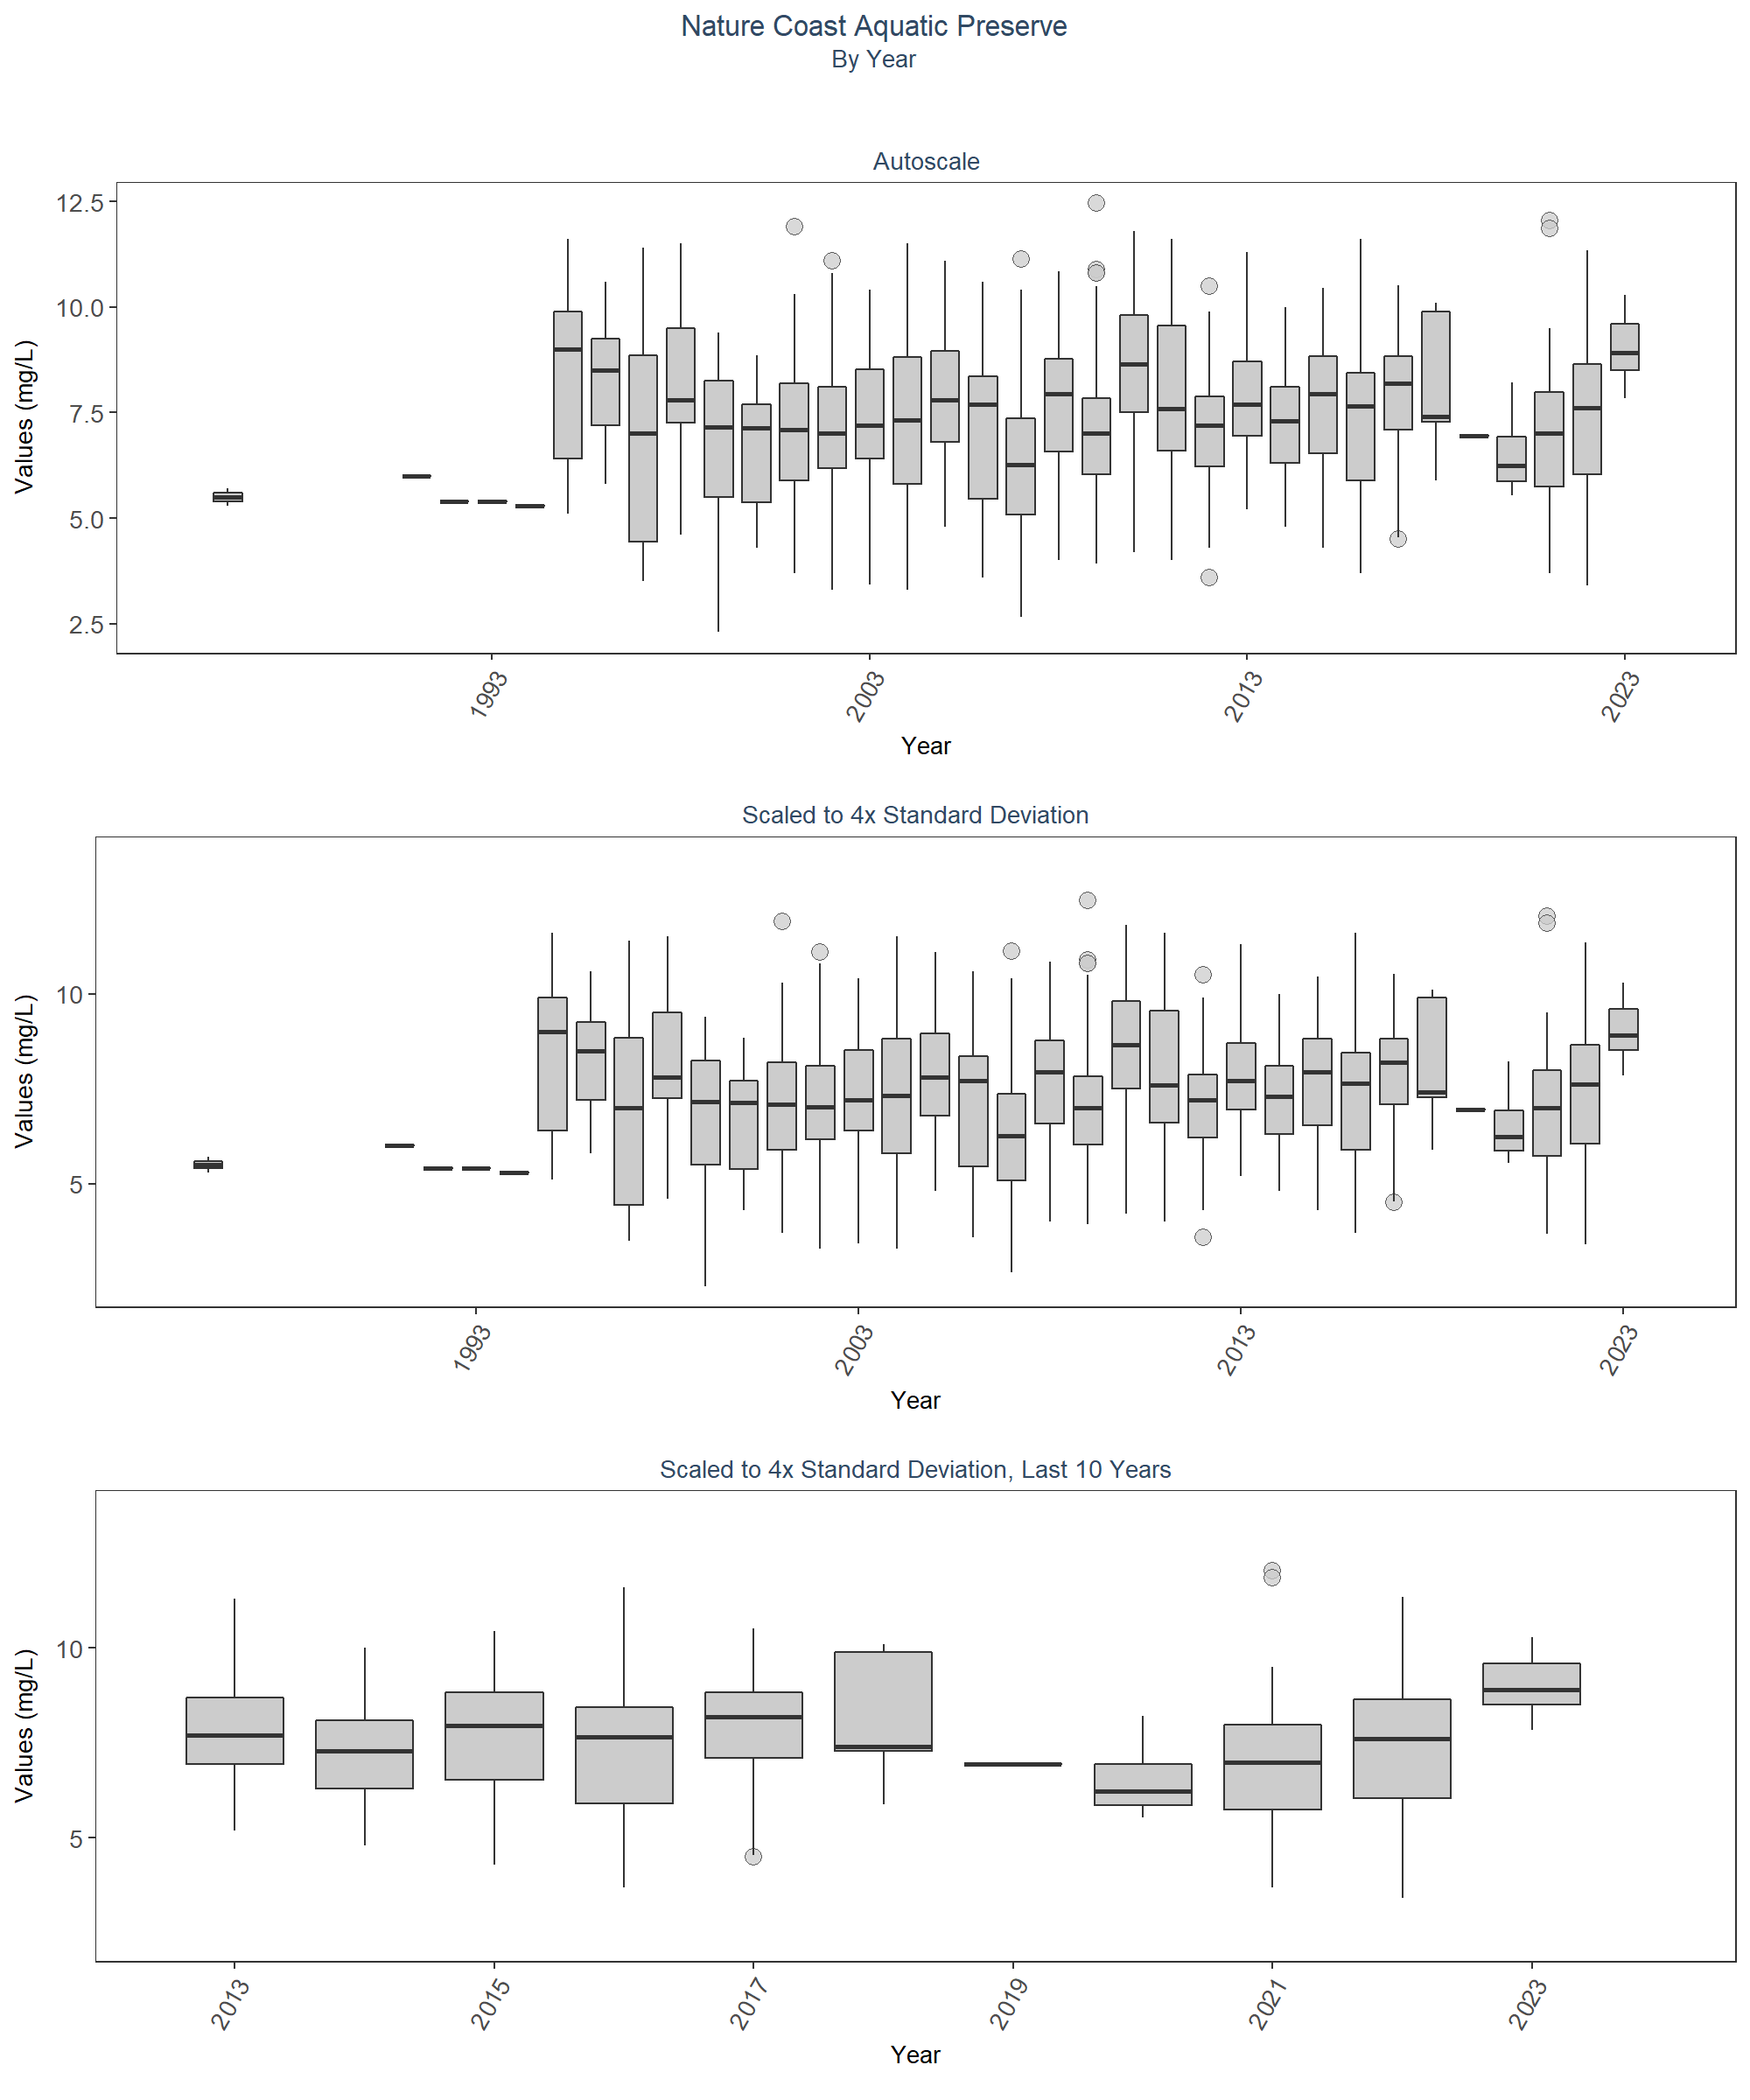 Nature Coast Aquatic Preserve
By Year
Autoscale
Values (mg/L)
12.5
10.0
7.5
5.0
2.5
1993
2003
2013
2023
Year
Scaled to 4x Standard Deviation
Values (mg/L)
10
5
1993
2003
2013
2023
Year
Scaled to 4x Standard Deviation, Last 10 Years
Values (mg/L)
10
5
2013
2015
2017
2019
2021
2023
Year